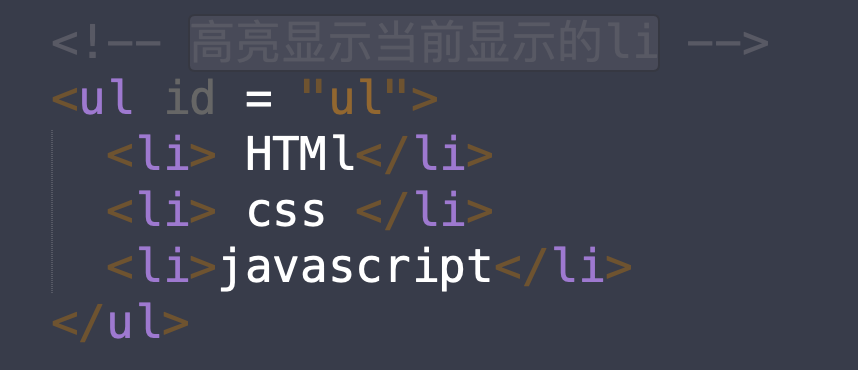 <!-- 高亮显示当前显示的li -->
<ul id = "ul">
<li> HTMl</li>
<li> css </li>
<li>javascript</li>
</ul>